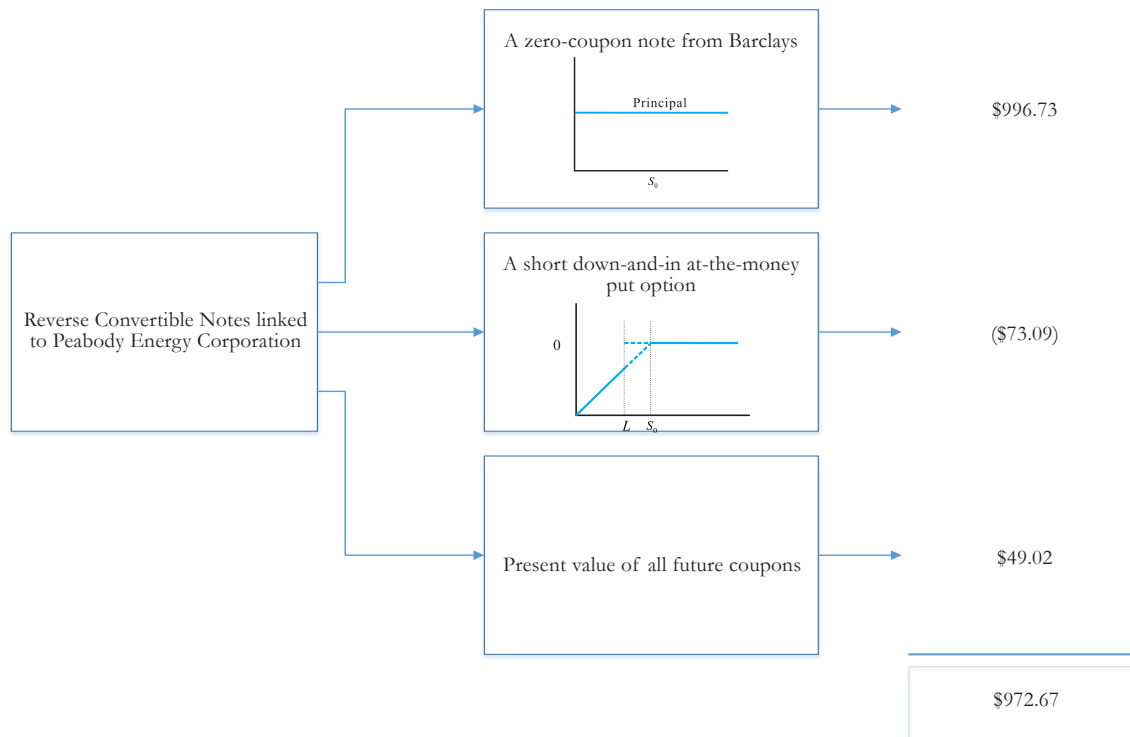 A zero-coupon note from Barclays
Principal
S₀
$996.73
Reverse Convertible Notes linked
to Peabody Energy Corporation
A short down-and-in at-the-money
put option
0
L S₀
($73.09)
Present value of all future coupons
$49.02
$972.67